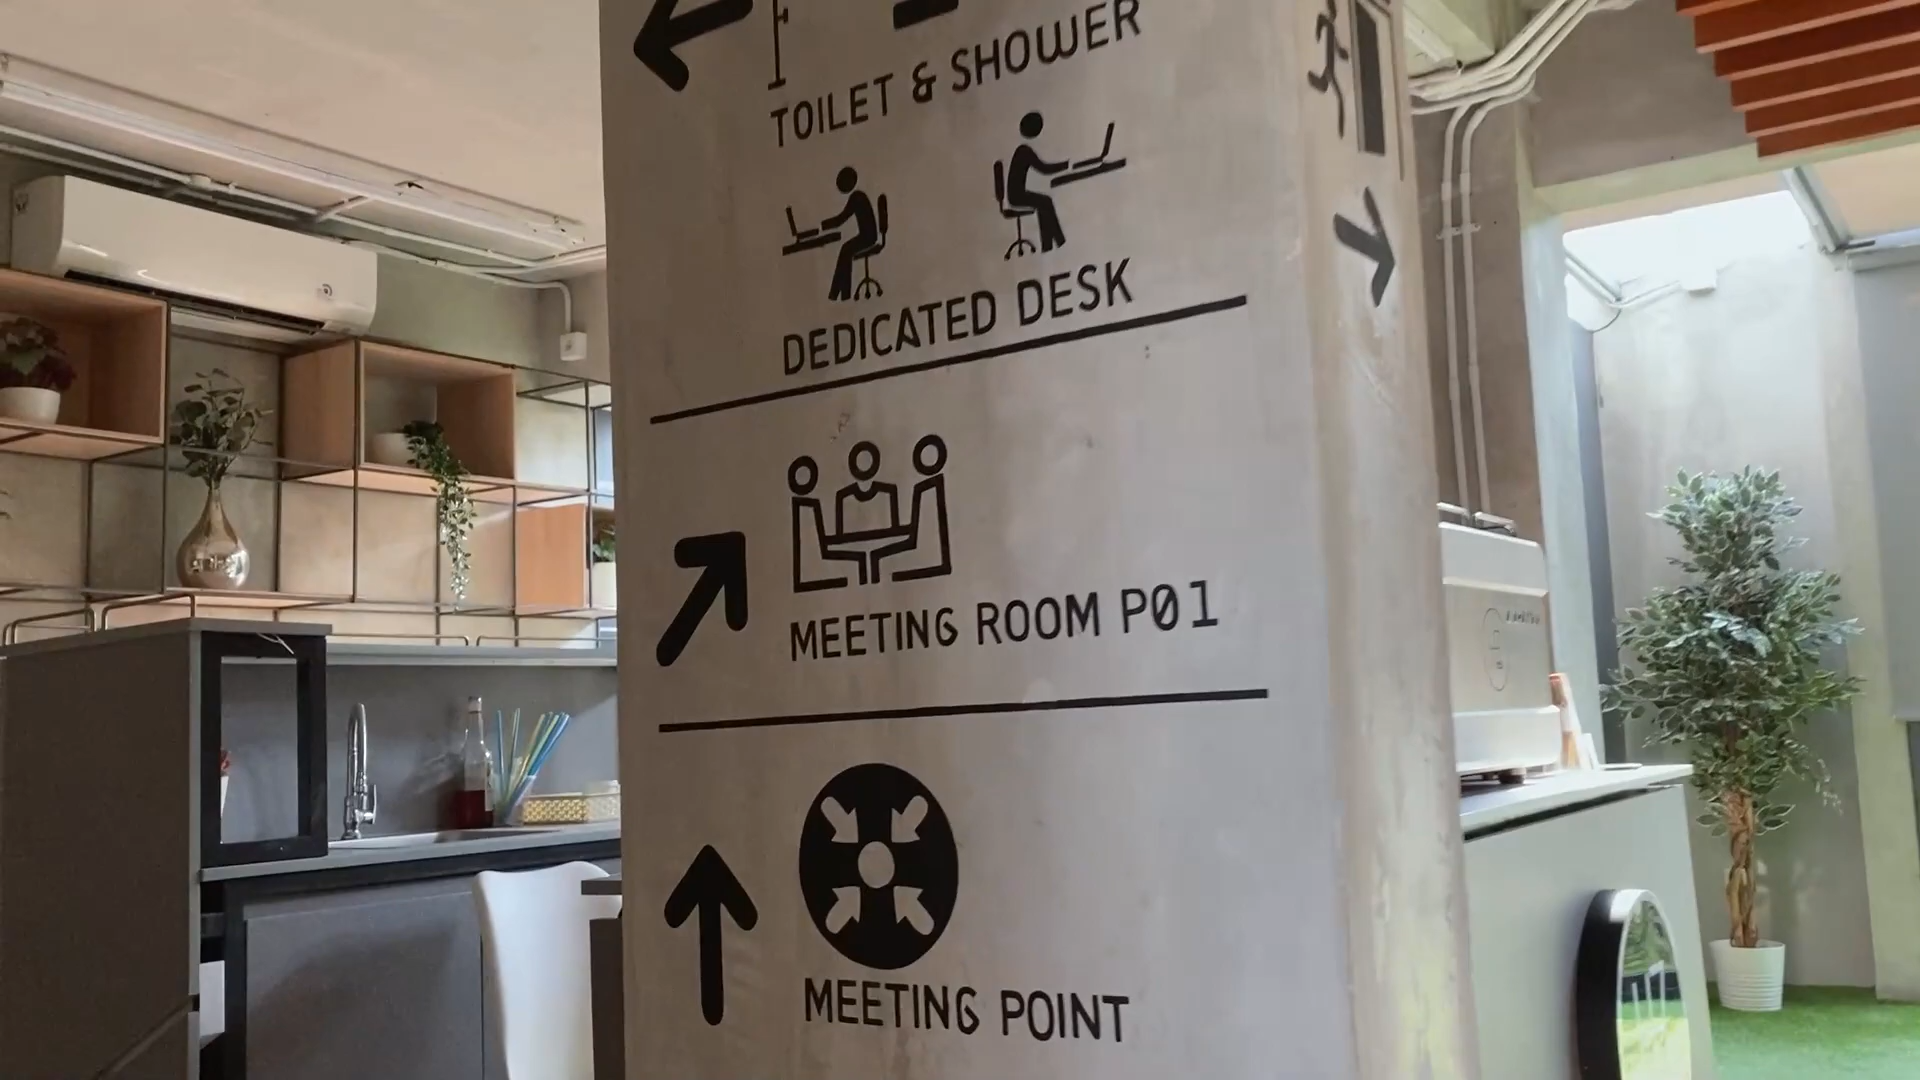 TOILET & SHOWER
DEDICATED DESK
MEETING ROOM P01
MEETING POINT